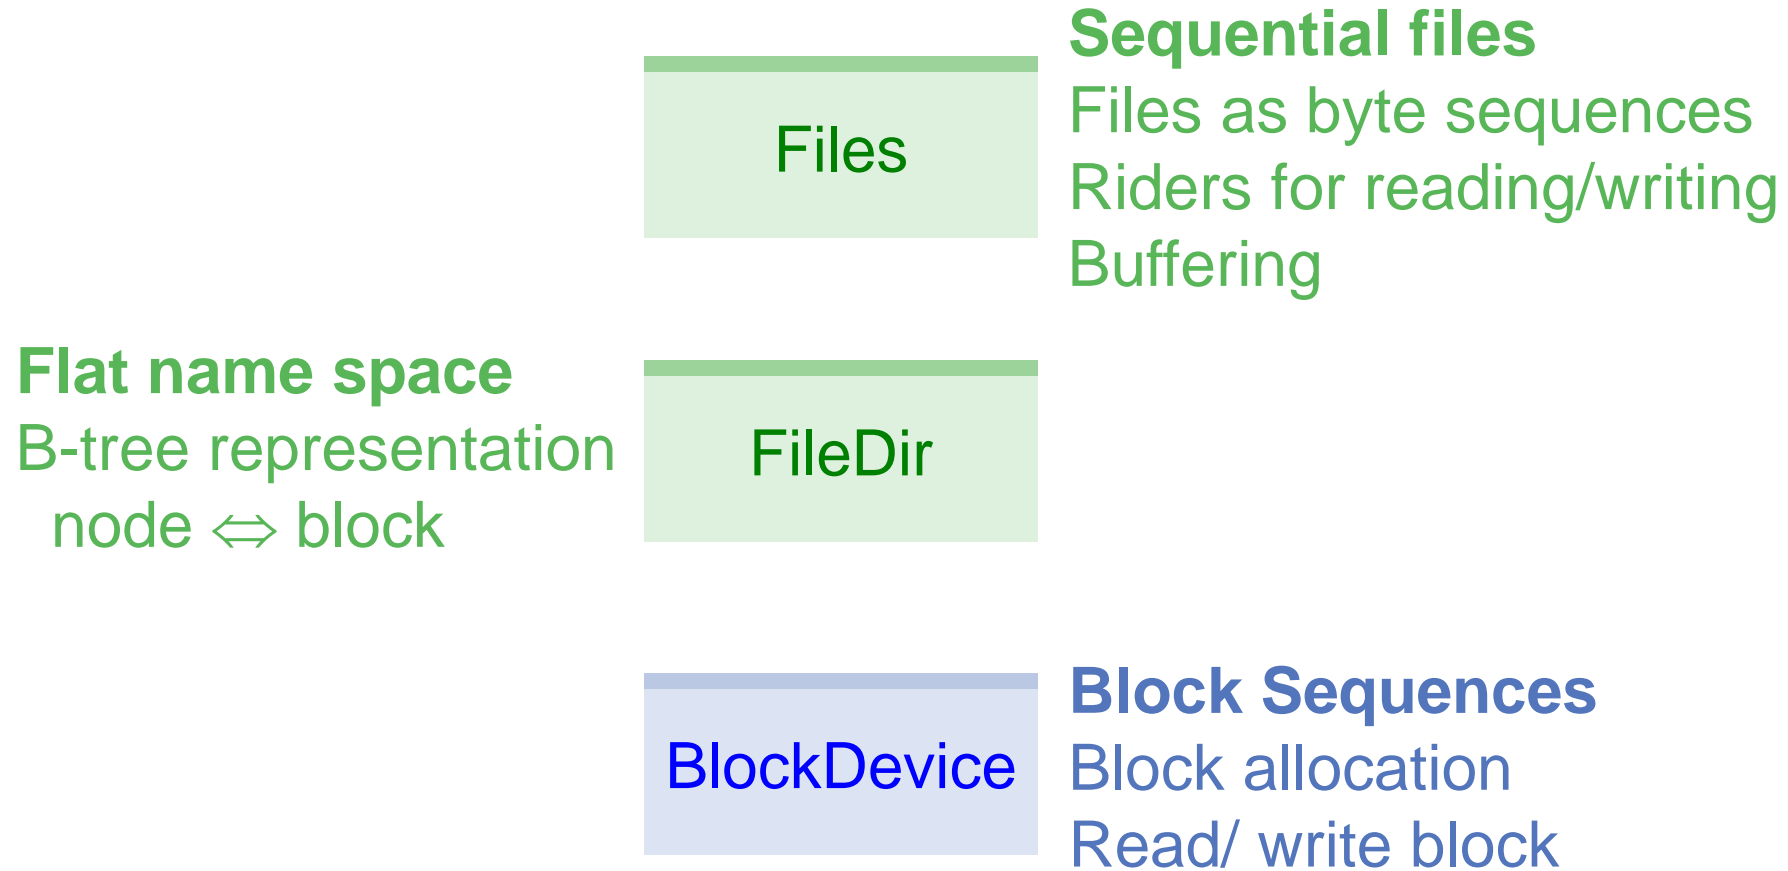 Sequential files
Files
Files as byte sequences
Riders for reading/writing
Buffering
Flat name space
B-tree representation
node ⇔ block
FileDir
BlockDevice
Block Sequences
Block allocation
Read/ write block